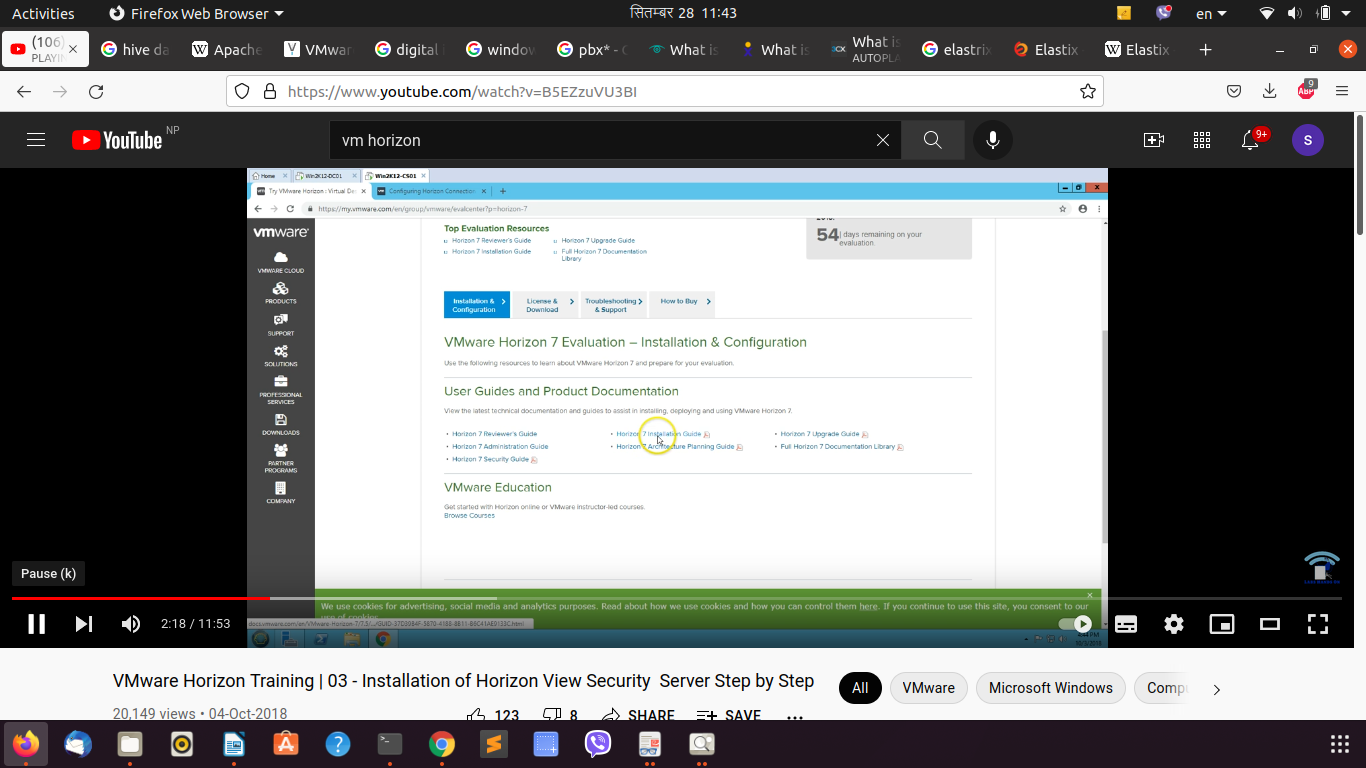 Activities Firefox Web Browser सितम्बर 28 11:43 en
(106) PLAYING hive da Apache VMwar digital window pbx* - G What is What is What is AUTOPLA elastrix Elastix Elastix
https://www.youtube.com/watch?v=B5EZzuVU3BI ABP 9
YouTube NP vm horizon 9+ S
Home Win2K12-DC01 Win2K12-CS01
Try VMware Horizon : Virtual De Configuring Horizon Connection
https://my.vmware.com/en/group/vmware/evalcenter?p=horizon-7
vmware
VMWARE CLOUD
PRODUCTS
SUPPORT
SOLUTIONS
PROFESSIONAL
SERVICES
DOWNLOADS
PARTNER
PROGRAMS
COMPANY
Top Evaluation Resources
Horizon 7 Reviewer's Guide Horizon 7 Upgrade Guide
Horizon 7 Installation Guide Full Horizon 7 Documentation
Library
54 days remaining on your
evaluation.
Installation &
Configuration
License &
Download
Troubleshooting
& Support
How to Buy
VMware Horizon 7 Evaluation – Installation & Configuration
Use the following resources to learn about VMware Horizon 7 and prepare for your evaluation.
User Guides and Product Documentation
View the latest technical documentation and guides to assist in installing, deploying and using VMware Horizon 7.
Horizon 7 Reviewer's Guide Horizon 7 Installation Guide Horizon 7 Upgrade Guide
Horizon 7 Administration Guide Horizon 7 Architecture Planning Guide Full Horizon 7 Documentation Library
Horizon 7 Security Guide
VMware Education
Get started with Horizon online or VMware instructor-led courses.
Browse Courses
Pause (k)
We use cookies for advertising, social media and analytics purposes. Read about how we use cookies and how you can control them here. If you continue to use this site, you consent to our
use of cookies.
2:18 / 11:53
VMware Horizon Training | 03 - Installation of Horizon View Security Server Step by Step
All VMware Microsoft Windows Compu
20,149 views • 04-Oct-2018 123 8 SHARE SAVE